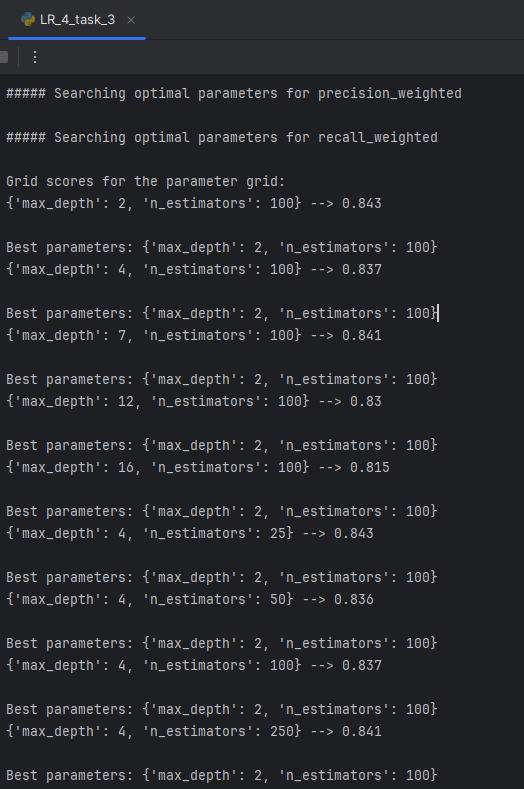 LR_4_task_3
##### Searching optimal parameters for precision_weighted
##### Searching optimal parameters for recall_weighted
Grid scores for the parameter grid:
{'max_depth': 2, 'n_estimators': 100} --> 0.843
Best parameters: {'max_depth': 2, 'n_estimators': 100}
{'max_depth': 4, 'n_estimators': 100} --> 0.837
Best parameters: {'max_depth': 2, 'n_estimators': 100}
{'max_depth': 7, 'n_estimators': 100} --> 0.841
Best parameters: {'max_depth': 2, 'n_estimators': 100}
{'max_depth': 12, 'n_estimators': 100} --> 0.83
Best parameters: {'max_depth': 2, 'n_estimators': 100}
{'max_depth': 16, 'n_estimators': 100} --> 0.815
Best parameters: {'max_depth': 2, 'n_estimators': 100}
{'max_depth': 4, 'n_estimators': 25} --> 0.843
Best parameters: {'max_depth': 2, 'n_estimators': 100}
{'max_depth': 4, 'n_estimators': 50} --> 0.836
Best parameters: {'max_depth': 2, 'n_estimators': 100}
{'max_depth': 4, 'n_estimators': 100} --> 0.837
Best parameters: {'max_depth': 2, 'n_estimators': 100}
{'max_depth': 4, 'n_estimators': 250} --> 0.841
Best parameters: {'max_depth': 2, 'n_estimators': 100}